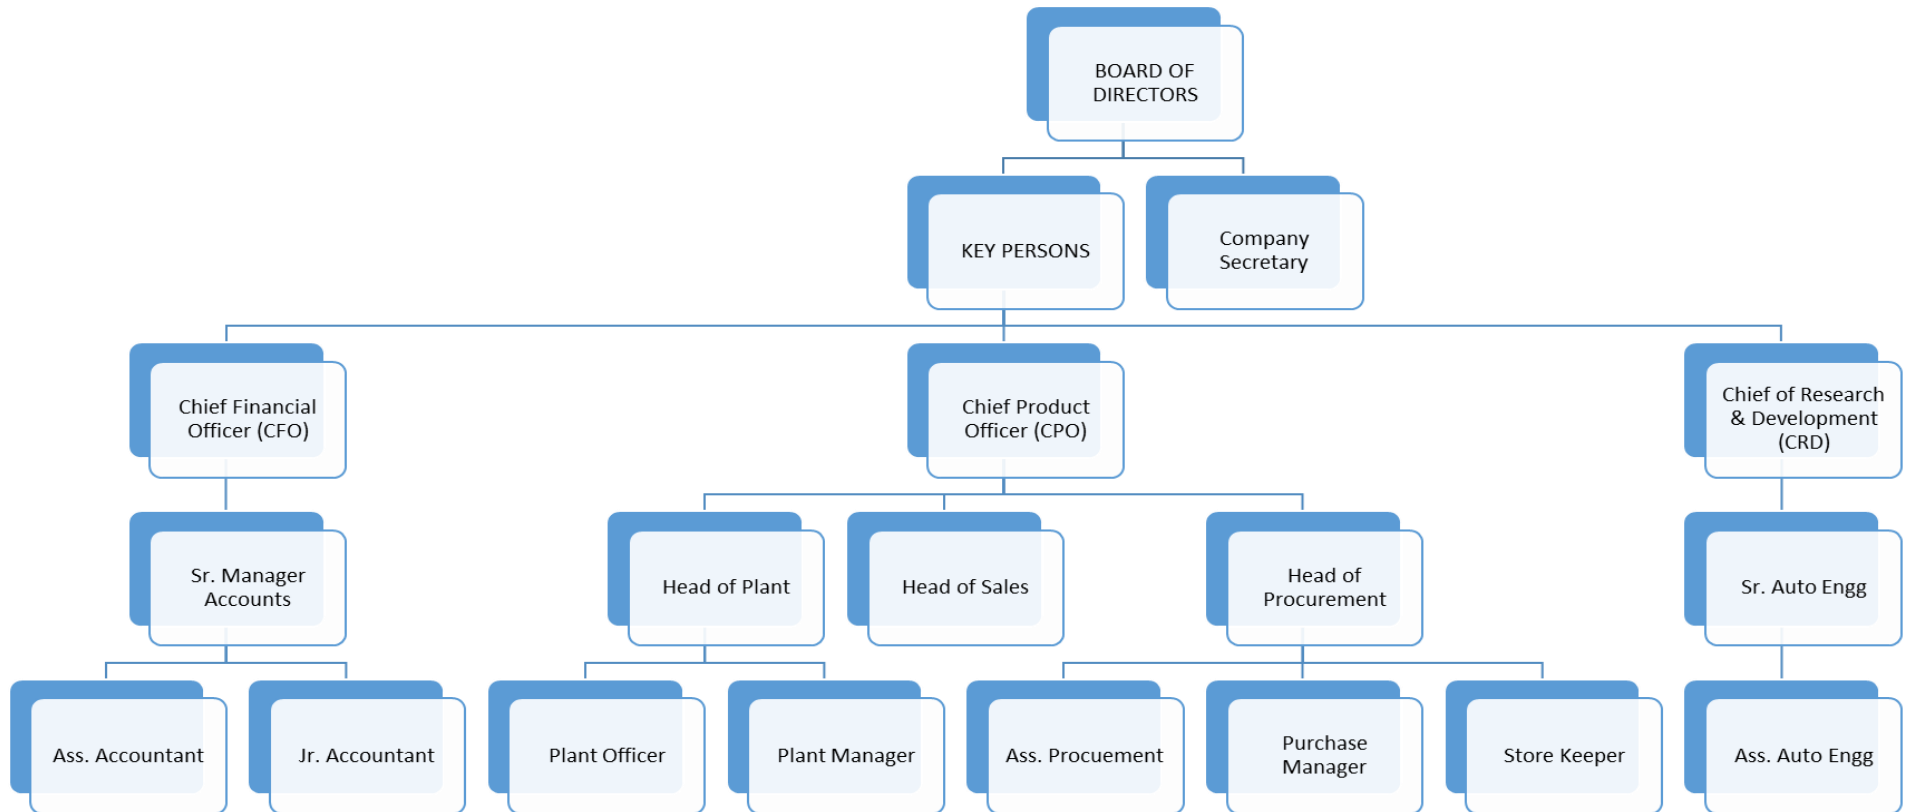 BOARD OF
DIRECTORS
KEY PERSONS
Company
Secretary
Chief Financial
Officer (CFO)
Chief Product
Officer (CPO)
Chief of Research
& Development
(CRD)
Sr. Manager
Accounts
Head of Plant
Head of Sales
Head of
Procurement
Sr. Auto Engg
Ass. Accountant
Jr. Accountant
Plant Officer
Plant Manager
Ass. Procuement
Purchase
Manager
Store Keeper
Ass. Auto Engg